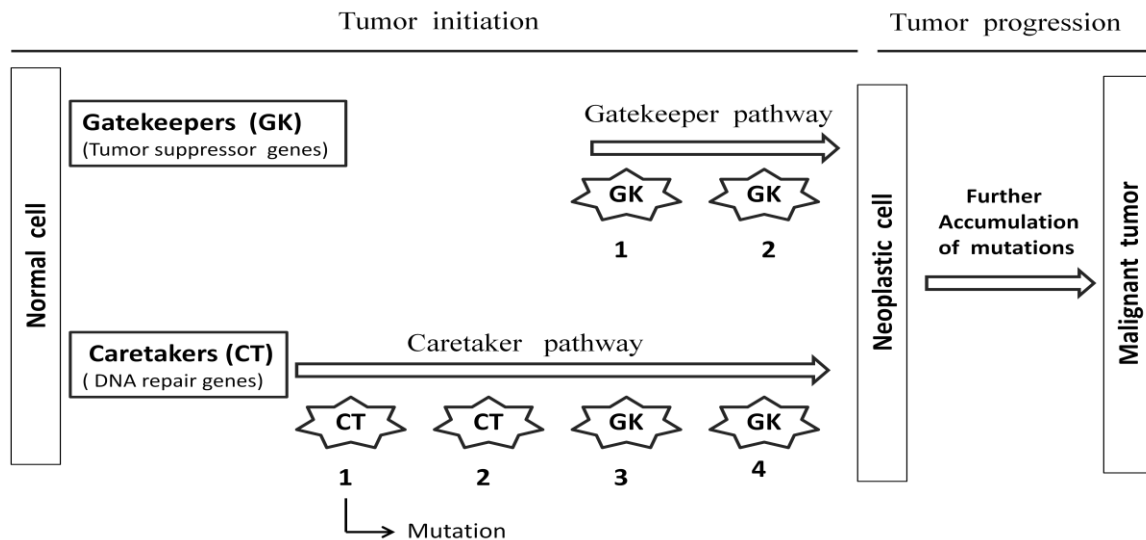 Tumor initiation
Tumor progression
Normal cell
Gatekeepers (GK)
(Tumor suppressor genes)
Gatekeeper pathway
GK
GK
1
2
Caretakers (CT)
( DNA repair genes)
Caretaker pathway
CT
CT
GK
GK
1
2
3
4
Mutation
Neoplastic cell
Further
Accumulation
of mutations
Malignant tumor